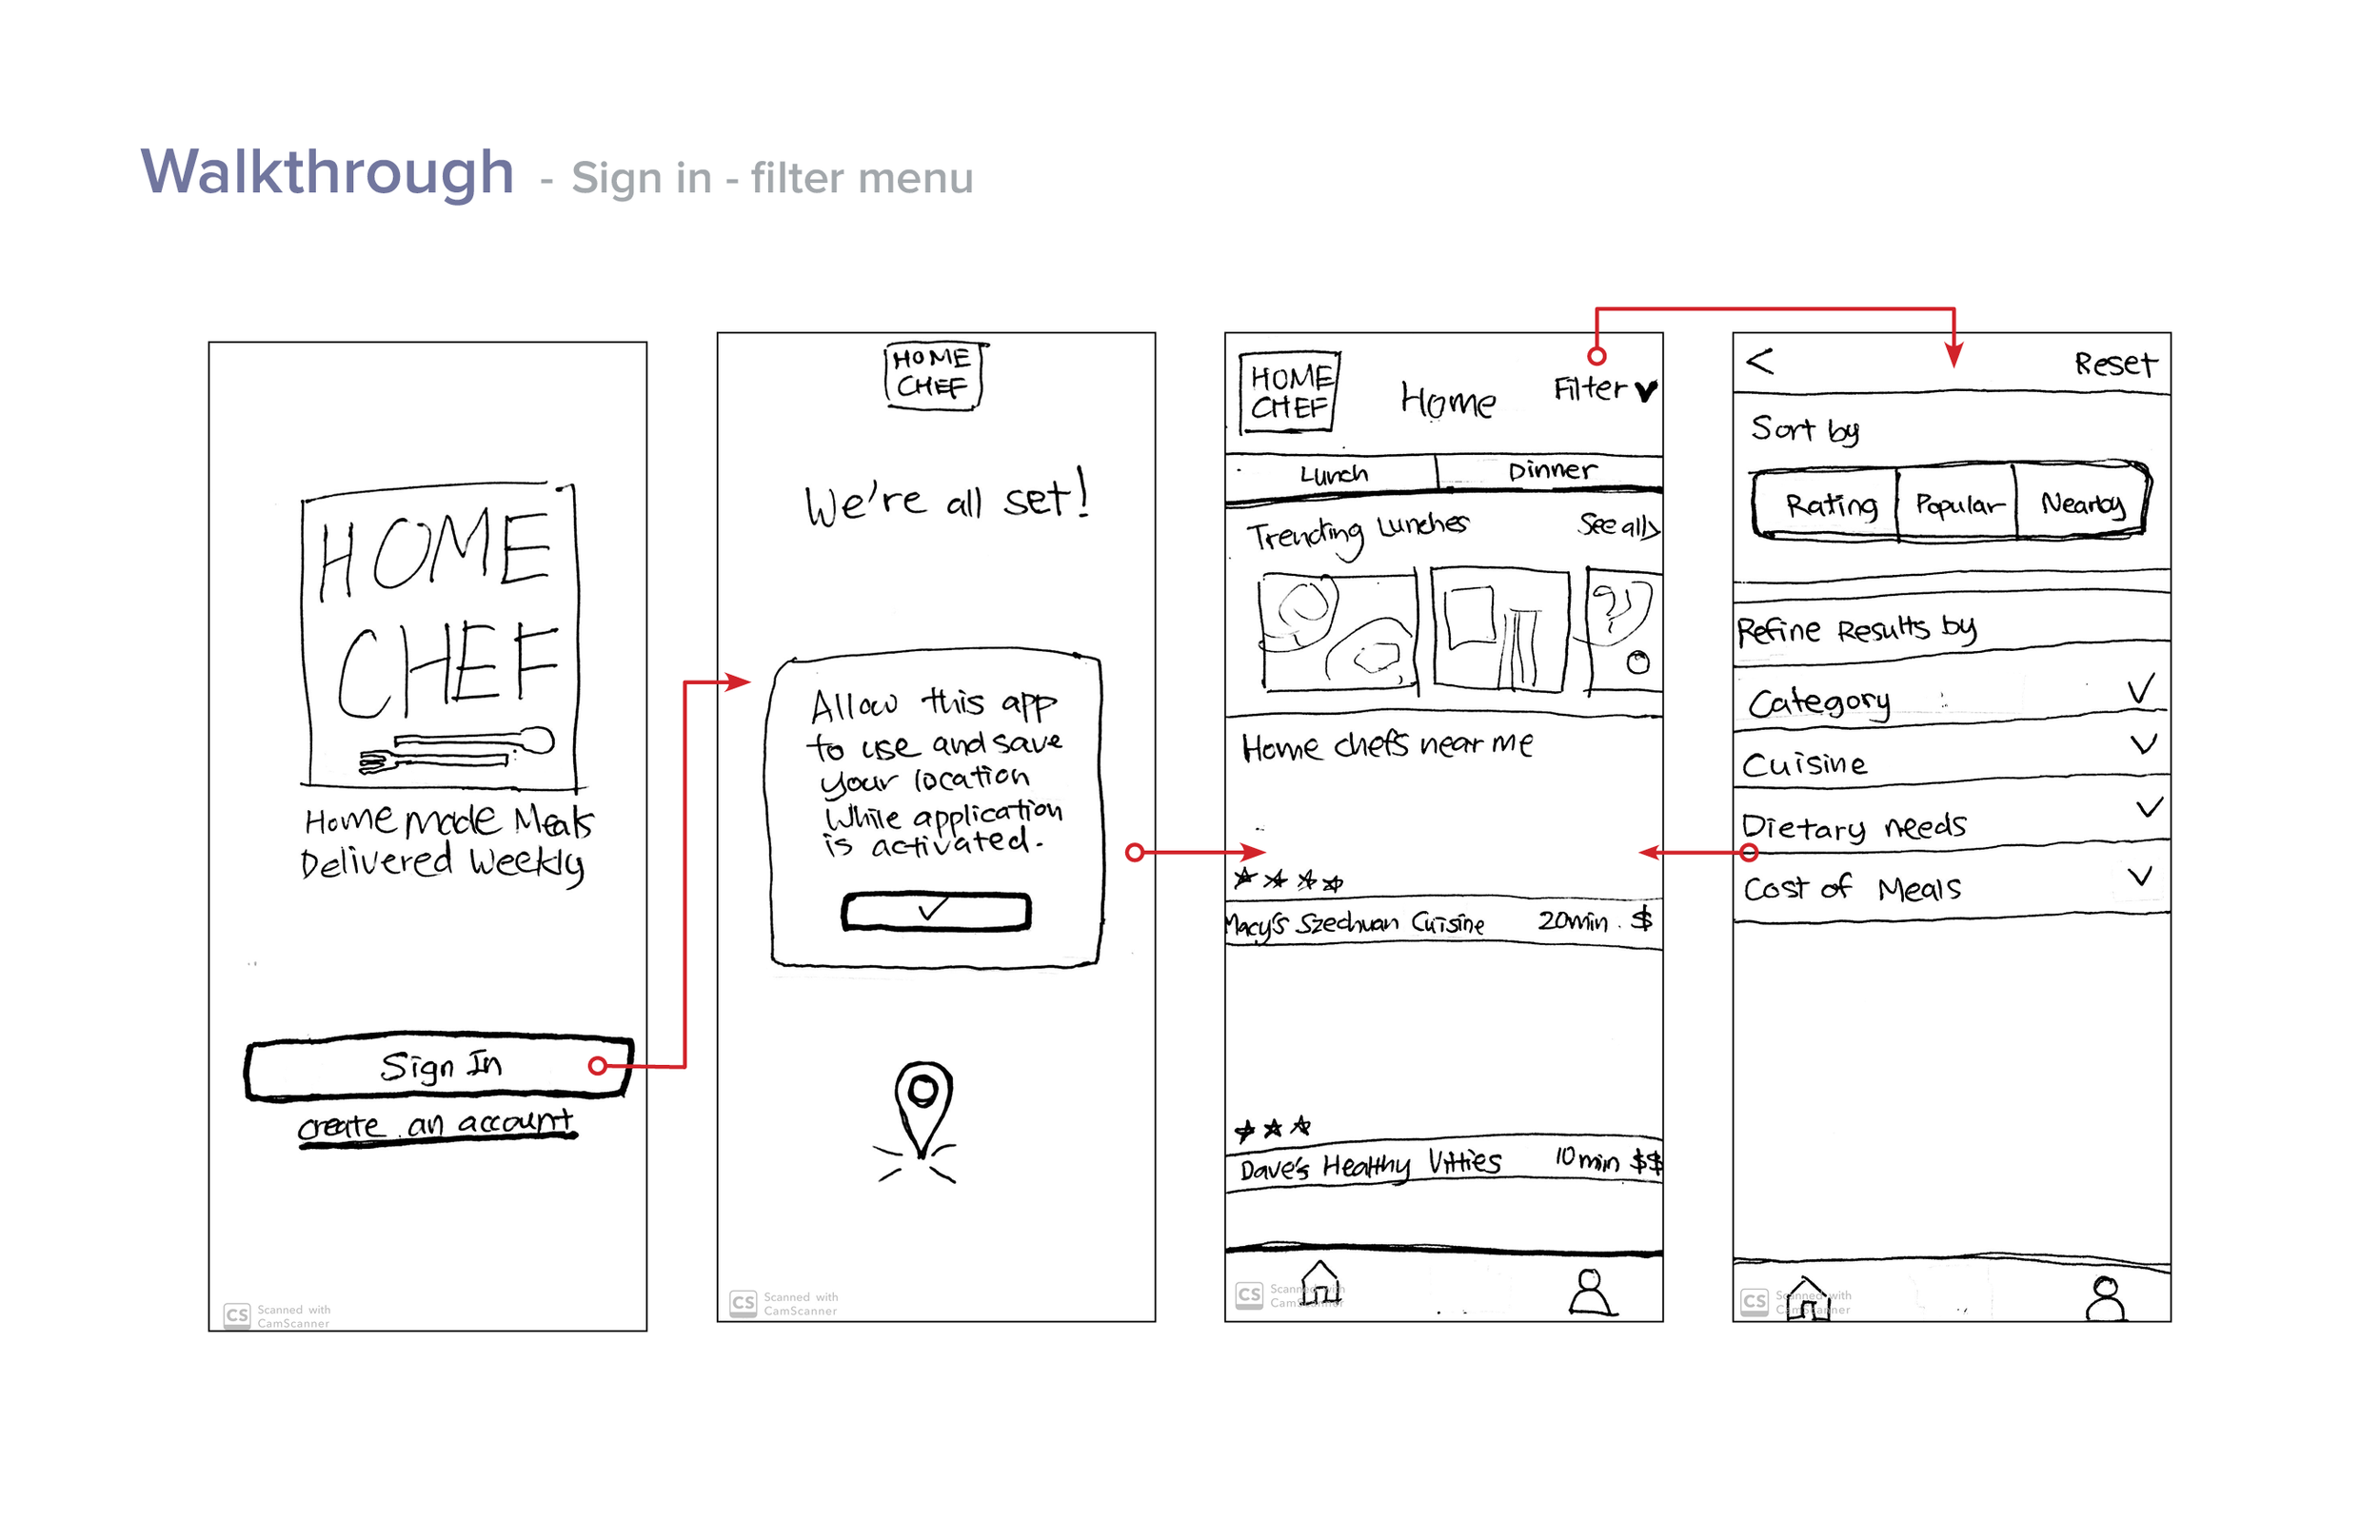 Walkthrough - Sign in - filter menu
HOME
CHEF
Home made Meals
Delivered Weekly
Sign In
create an account
CS Scanned with
CamScanner
HOME
CHEF
We're all set!
Allow this app
to use and save
your location
While application
is activated.
CS Scanned with
CamScanner
HOME
CHEF
Home
Filter
Lunch
Dinner
Trending Lunches
See all>
Home chefs near me
Macy's Szechuan Cuisine 20min. $
Dave's Healthy Vitties 10min $$
CS Scanned with
CamScanner
< Reset
Sort by
Rating
Popular
Nearby
Refine Results by
Category
Cuisine
Dietary needs
Cost of Meals
CS Scanned with
CamScanner